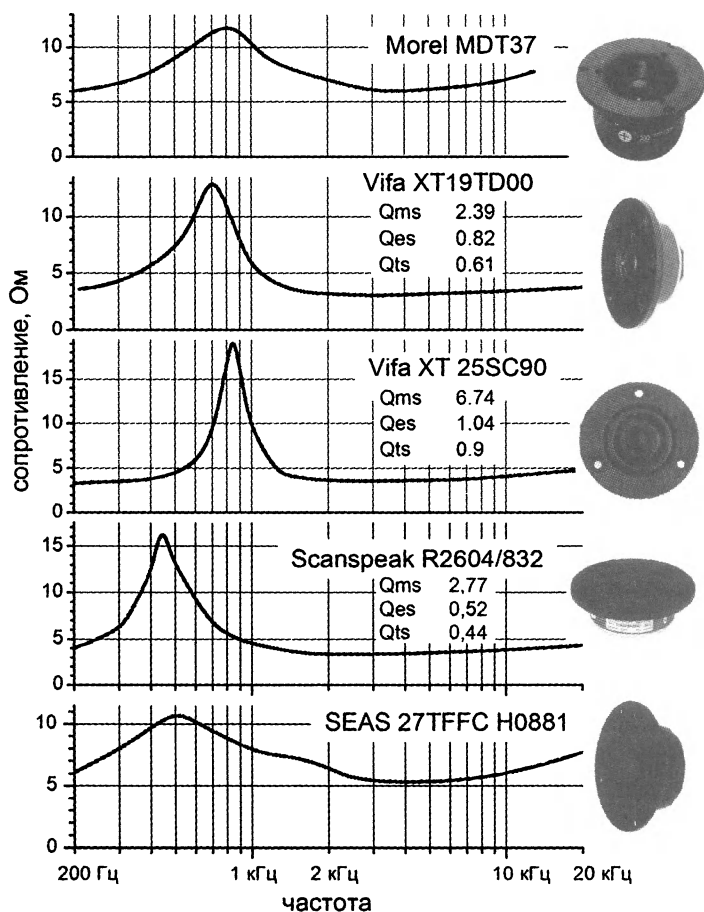 Morel MDT37
10
5
0
Vifa XT19TD00
Qms 2.39
Qes 0.82
Qts 0.61
10
5
0
Vifa XT 25SC90
Qms 6.74
Qes 1.04
Qts 0.9
15
10
5
0
Scanspeak R2604/832
Qms 2,77
Qes 0,52
Qts 0,44
15
10
5
0
SEAS 27TFFC H0881
10
5
0
сопротивление, Ом
200 Гц 1 кГц 2 кГц 10 кГц 20 кГц
частота